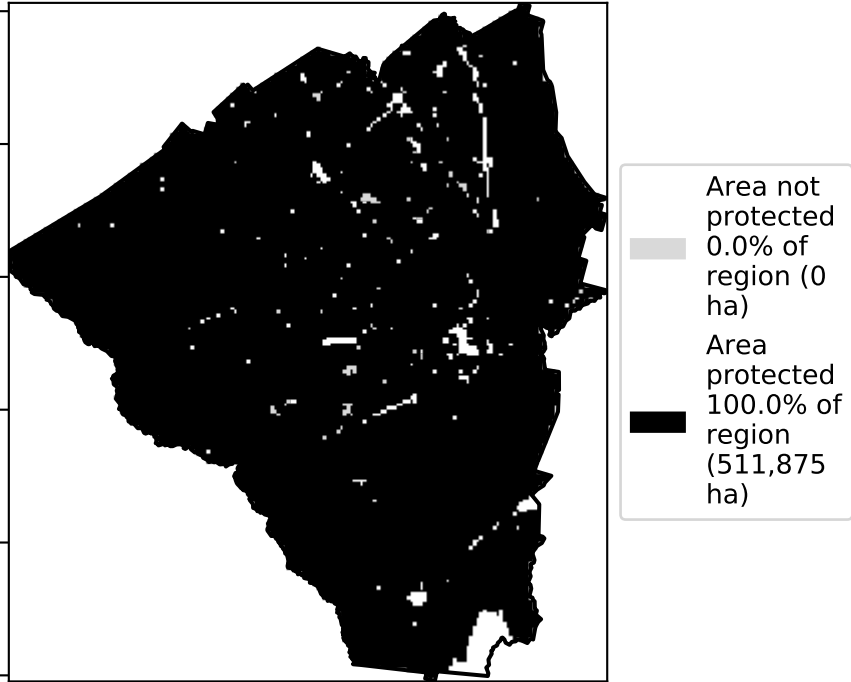 Area not
protected
0.0% of
region (0
ha)
Area
protected
100.0% of
region
(511,875
ha)